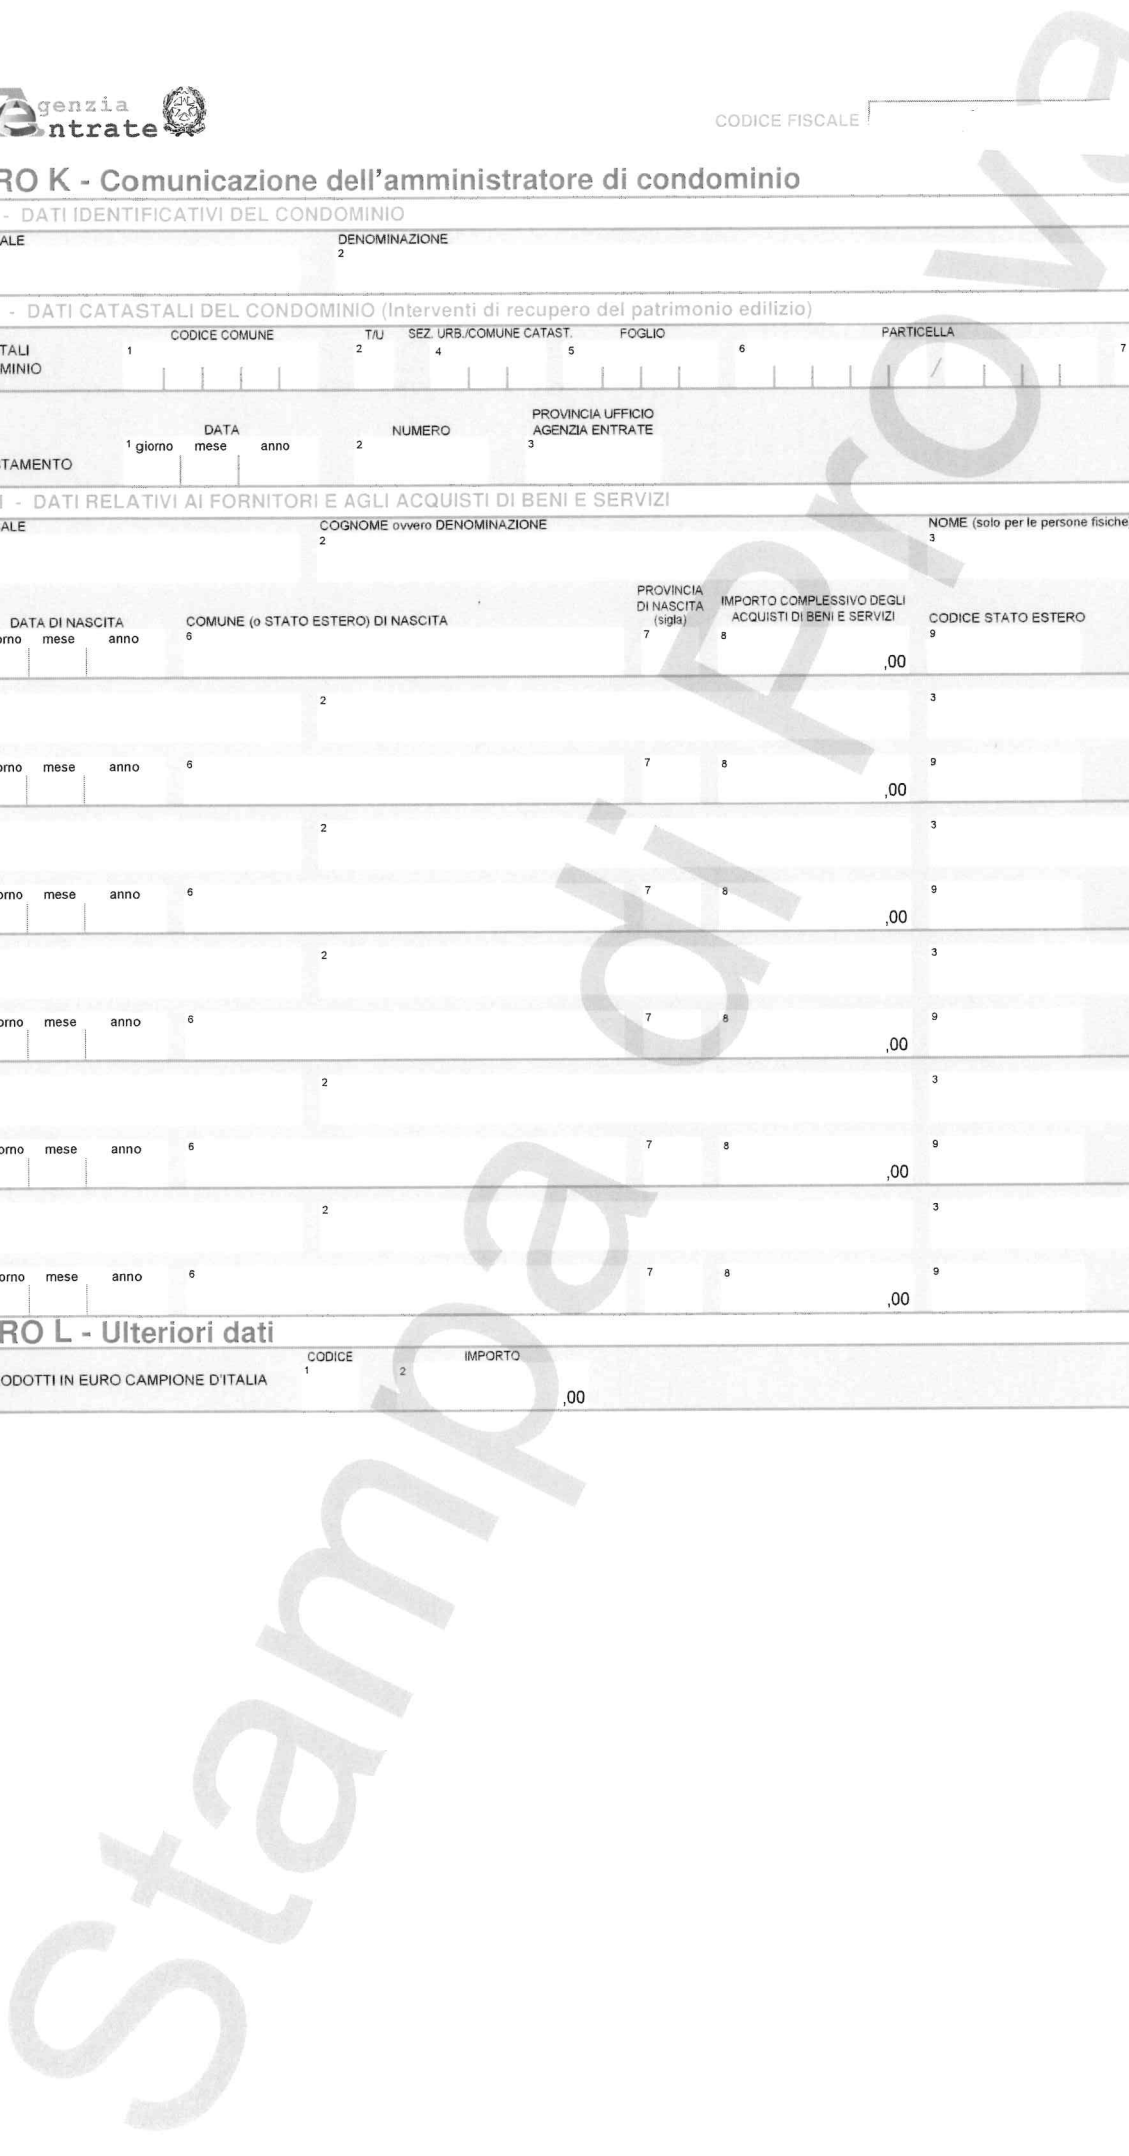 genzia
ntrate
CODICE FISCALE
RO K - Comunicazione dell'amministratore di condominio
- DATI IDENTIFICATIVI DEL CONDOMINIO
ALE DENOMINAZIONE
2
- DATI CATASTALI DEL CONDOMINIO (Interventi di recupero del patrimonio edilizio)
CODICE COMUNE T/U SEZ. URB./COMUNE CATAST. FOGLIO PARTICELLA
TALI 1 2 4 5 6 7
MINIO /
PROVINCIA UFFICIO
DATA NUMERO AGENZIA ENTRATE
1 giorno mese anno 2 3
TAMENTO
I - DATI RELATIVI AI FORNITORI E AGLI ACQUISTI DI BENI E SERVIZI
ALE COGNOME ovvero DENOMINAZIONE NOME (solo per le persone fisiche
2 3
PROVINCIA
DI NASCITA IMPORTO COMPLESSIVO DEGLI
DATA DI NASCITA COMUNE (o STATO ESTERO) DI NASCITA (sigla) ACQUISTI DI BENI E SERVIZI CODICE STATO ESTERO
orno mese anno 6 7 8 9
,00
2 3
orno mese anno 6 7 8 9
,00
2 3
orno mese anno 6 7 8 9
,00
2 3
orno mese anno 6 7 8 9
,00
2 3
orno mese anno 6 7 8 9
,00
2 3
orno mese anno 6 7 8 9
,00
RO L - Ulteriori dati
CODICE IMPORTO
ODOTTI IN EURO CAMPIONE D'ITALIA 1 2
,00
Stampa di Prova